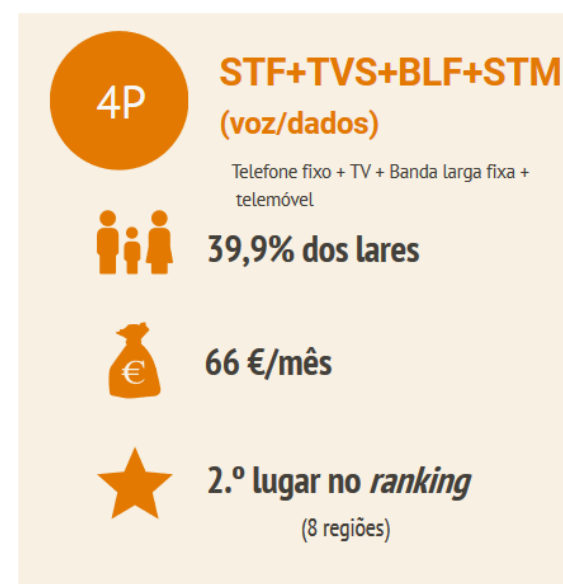 4P
STF+TVS+BLF+STM
(voz/dados)
Telefone fixo + TV + Banda larga fixa +
telemóvel
39,9% dos lares
€
66 €/mês
2.º lugar no ranking
(8 regiões)